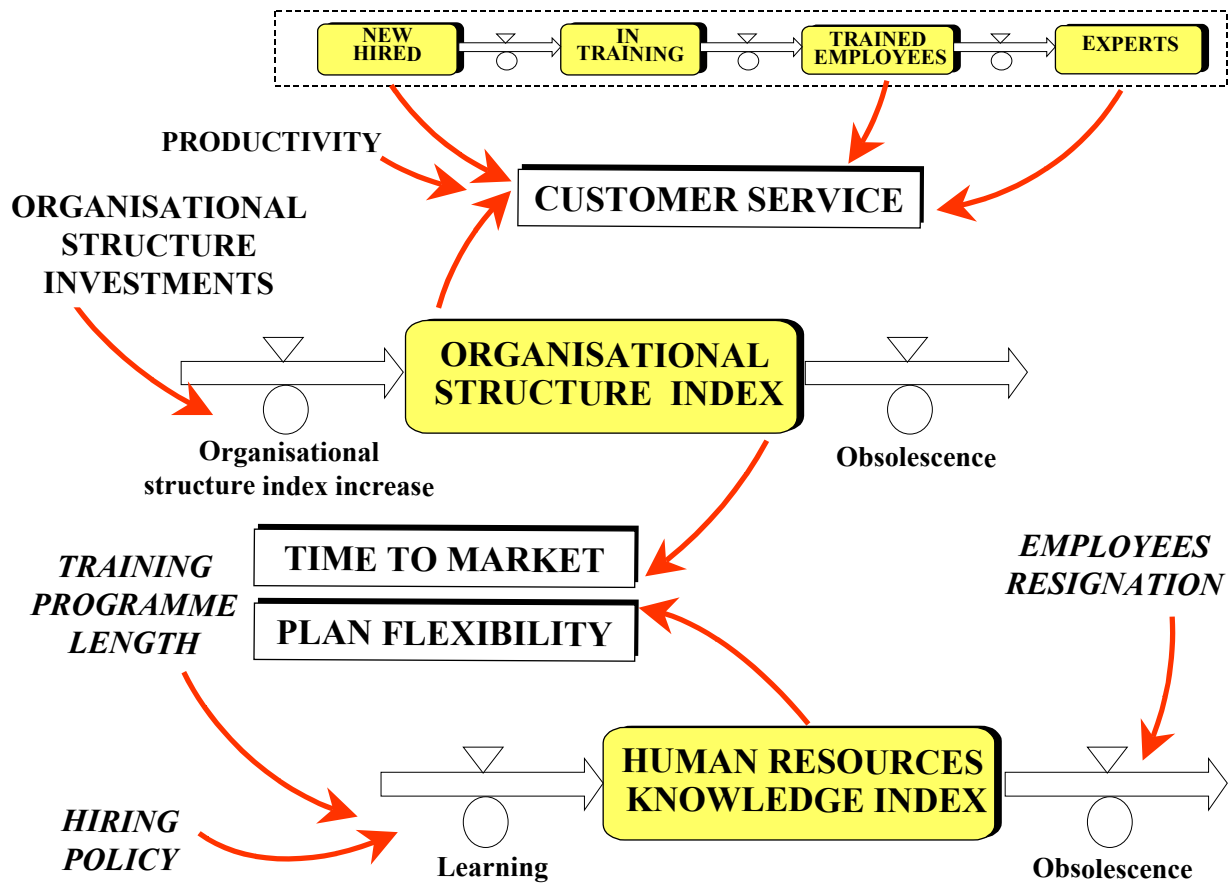 NEW
HIRED
IN
TRAINING
TRAINED
EMPLOYEES
EXPERTS
PRODUCTIVITY
CUSTOMER SERVICE
ORGANISATIONAL
STRUCTURE
INVESTMENTS
ORGANISATIONAL
STRUCTURE INDEX
Organisational
structure index increase
Obsolescence
TIME TO MARKET
PLAN FLEXIBILITY
TRAINING
PROGRAMME
LENGTH
EMPLOYEES
RESIGNATION
HUMAN RESOURCES
KNOWLEDGE INDEX
HIRING
POLICY
Learning
Obsolescence